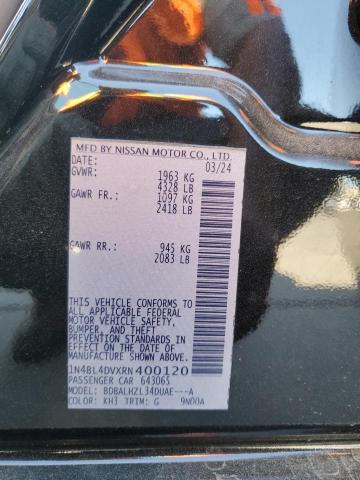 MFD BY NISSAN MOTOR CO., LTD.
DATE: 03/24
GVWR: 1963 KG
4328 LB
GAWR FR.: 1097 KG
2418 LB
GAWR RR.: 945 KG
2083 LB
THIS VEHICLE CONFORMS TO
ALL APPLICABLE FEDERAL
MOTOR VEHICLE SAFETY,
BUMPER, AND THEFT
PREVENTION STANDARDS IN
EFFECT ON THE DATE OF
MANUFACTURE SHOWN ABOVE.
1N4BL4DVXRN400120
PASSENGER CAR 643065
MODEL: BDBALHZL34DUAE---A
COLOR: KH3 TRIM: G 9N00A